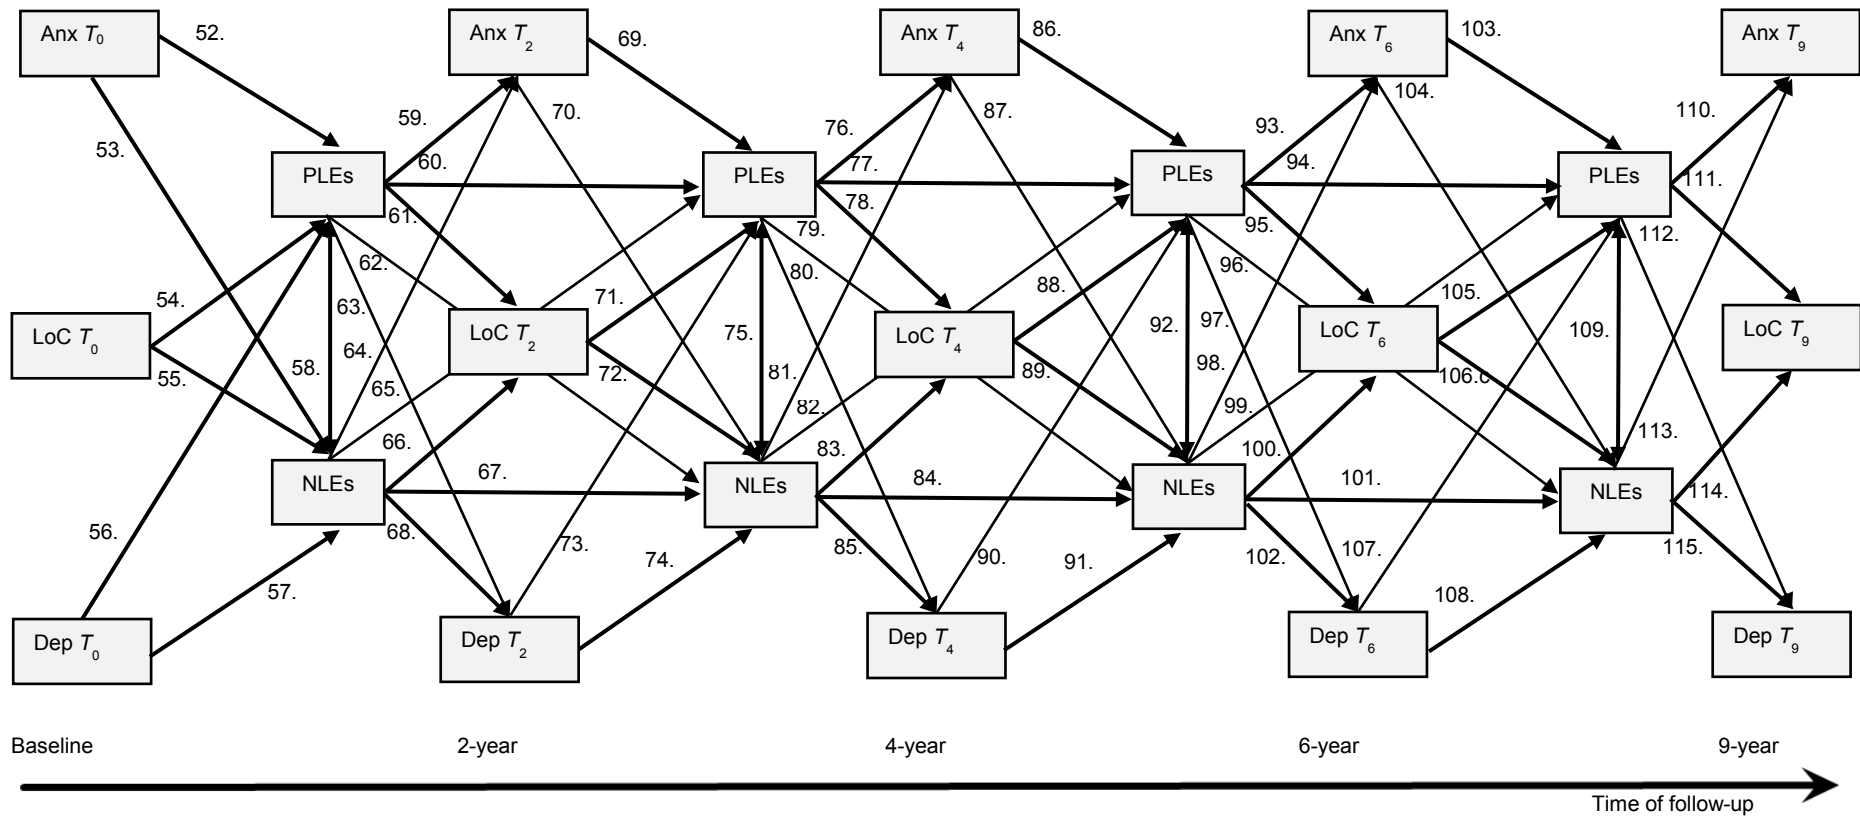 Anx T0
Anx T2
Anx T4
Anx T6
Anx T9
52.
69.
86.
103.
53.
59.
70.
76.
87.
93.
104.
110.
60.
77.
94.
111.
PLEs
PLEs
PLEs
PLEs
61.
78.
79.
95.
112.
62.
80.
96.
54.
63.
71.
88.
97.
105.
LoC T0
LoC T2
LoC T4
LoC T6
LoC T9
75.
92.
109.
64.
98.
55.
58.
65.
72.
81.
89.
106.c
82.
99.
66.
83.
100.
113.
67.
84.
101.
114.
NLEs
NLEs
NLEs
NLEs
56.
68.
73.
74.
85.
90.
91.
102.
107.
115.
57.
108.
Dep T0
Dep T2
Dep T4
Dep T6
Dep T9
Baseline
2-year
4-year
6-year
9-year
Time of follow-up